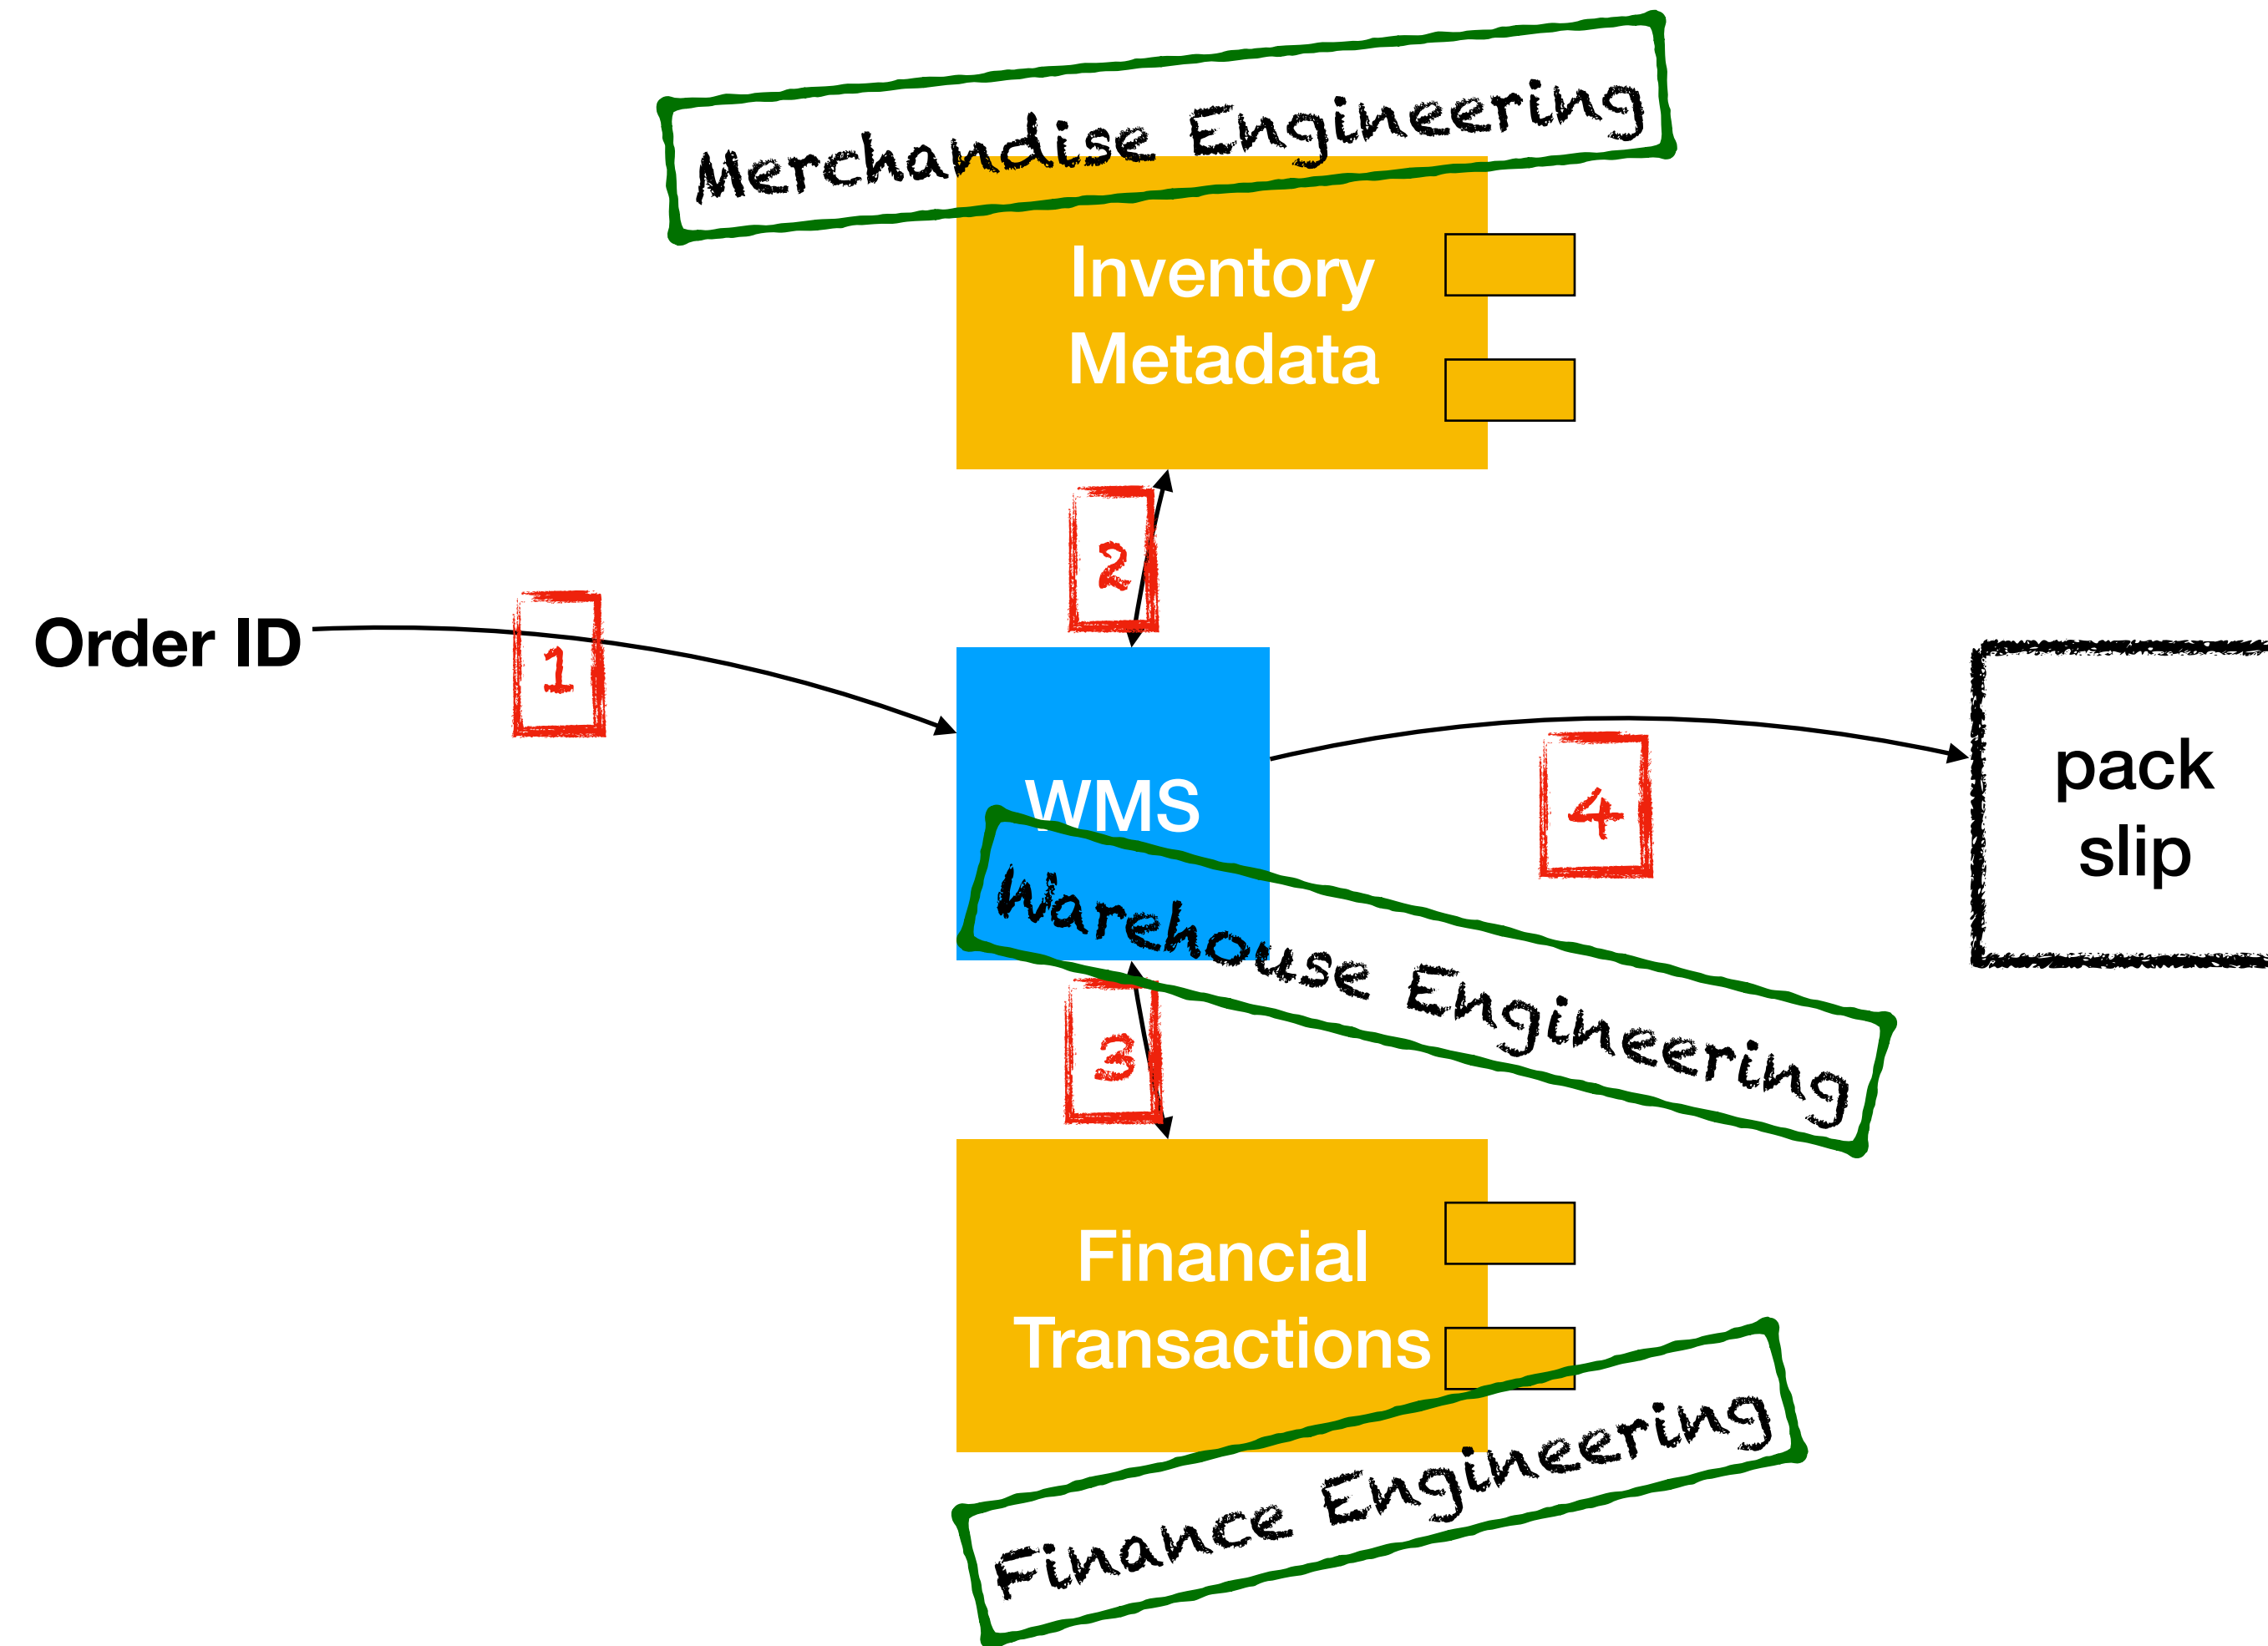 Merchandise Engineering
Inventory
Metadata
2
Order ID
1
WMS
4
pack
slip
Warehouse Engineering
3
Financial
Transactions
Finance Engineering